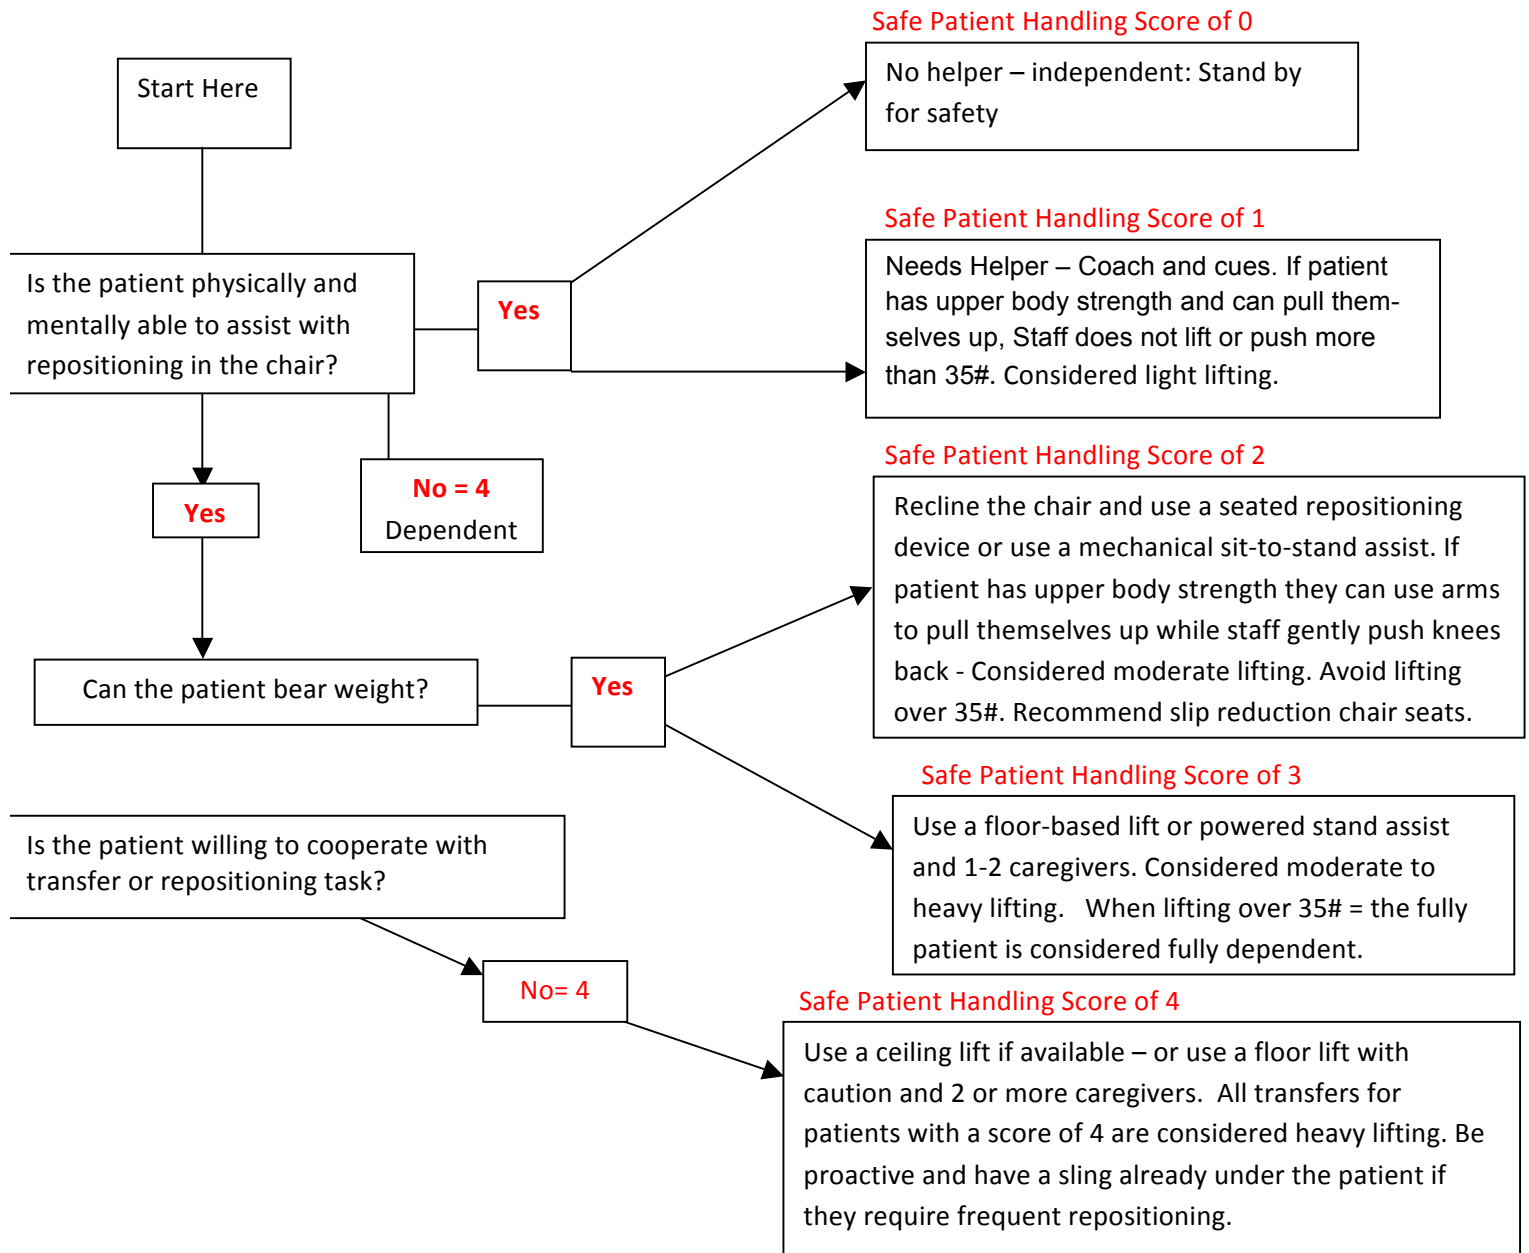 Safe Patient Handling Score of 0
Start Here
No helper – independent: Stand by
for safety
Safe Patient Handling Score of 1
Is the patient physically and
mentally able to assist with
repositioning in the chair?
Yes
Needs Helper – Coach and cues. If patient
has upper body strength and can pull them-
selves up, Staff does not lift or push more
than 35#. Considered light lifting.
Yes
No = 4
Dependent
Safe Patient Handling Score of 2
Recline the chair and use a seated repositioning
device or use a mechanical sit-to-stand assist. If
patient has upper body strength they can use arms
to pull themselves up while staff gently push knees
back - Considered moderate lifting. Avoid lifting
over 35#. Recommend slip reduction chair seats.
Can the patient bear weight?
Yes
Safe Patient Handling Score of 3
Use a floor-based lift or powered stand assist
and 1-2 caregivers. Considered moderate to
heavy lifting.   When lifting over 35# = the fully
patient is considered fully dependent.
Is the patient willing to cooperate with
transfer or repositioning task?
No= 4
Safe Patient Handling Score of 4
Use a ceiling lift if available – or use a floor lift with
caution and 2 or more caregivers.  All transfers for
patients with a score of 4 are considered heavy lifting. Be
proactive and have a sling already under the patient if
they require frequent repositioning.